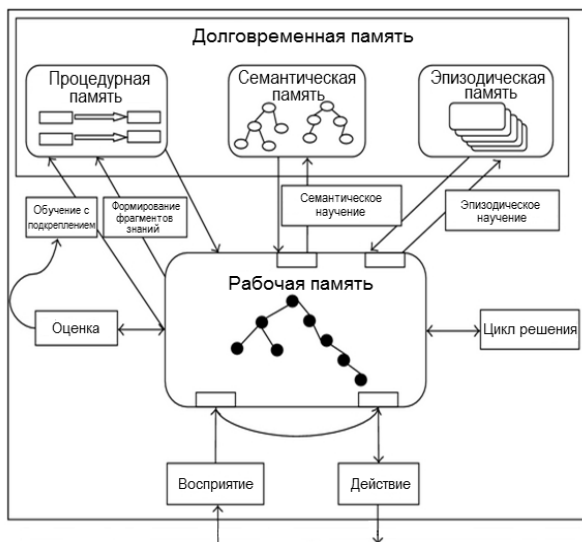 Долговременная память
Процедурная
память
Семантическая
память
Эпизодическая
память
Обучение с
подкреплением
Формирование
фрагментов
знаний
Семантическое
научение
Эпизодическое
научение
Рабочая память
Оценка
Цикл решения
Восприятие
Действие